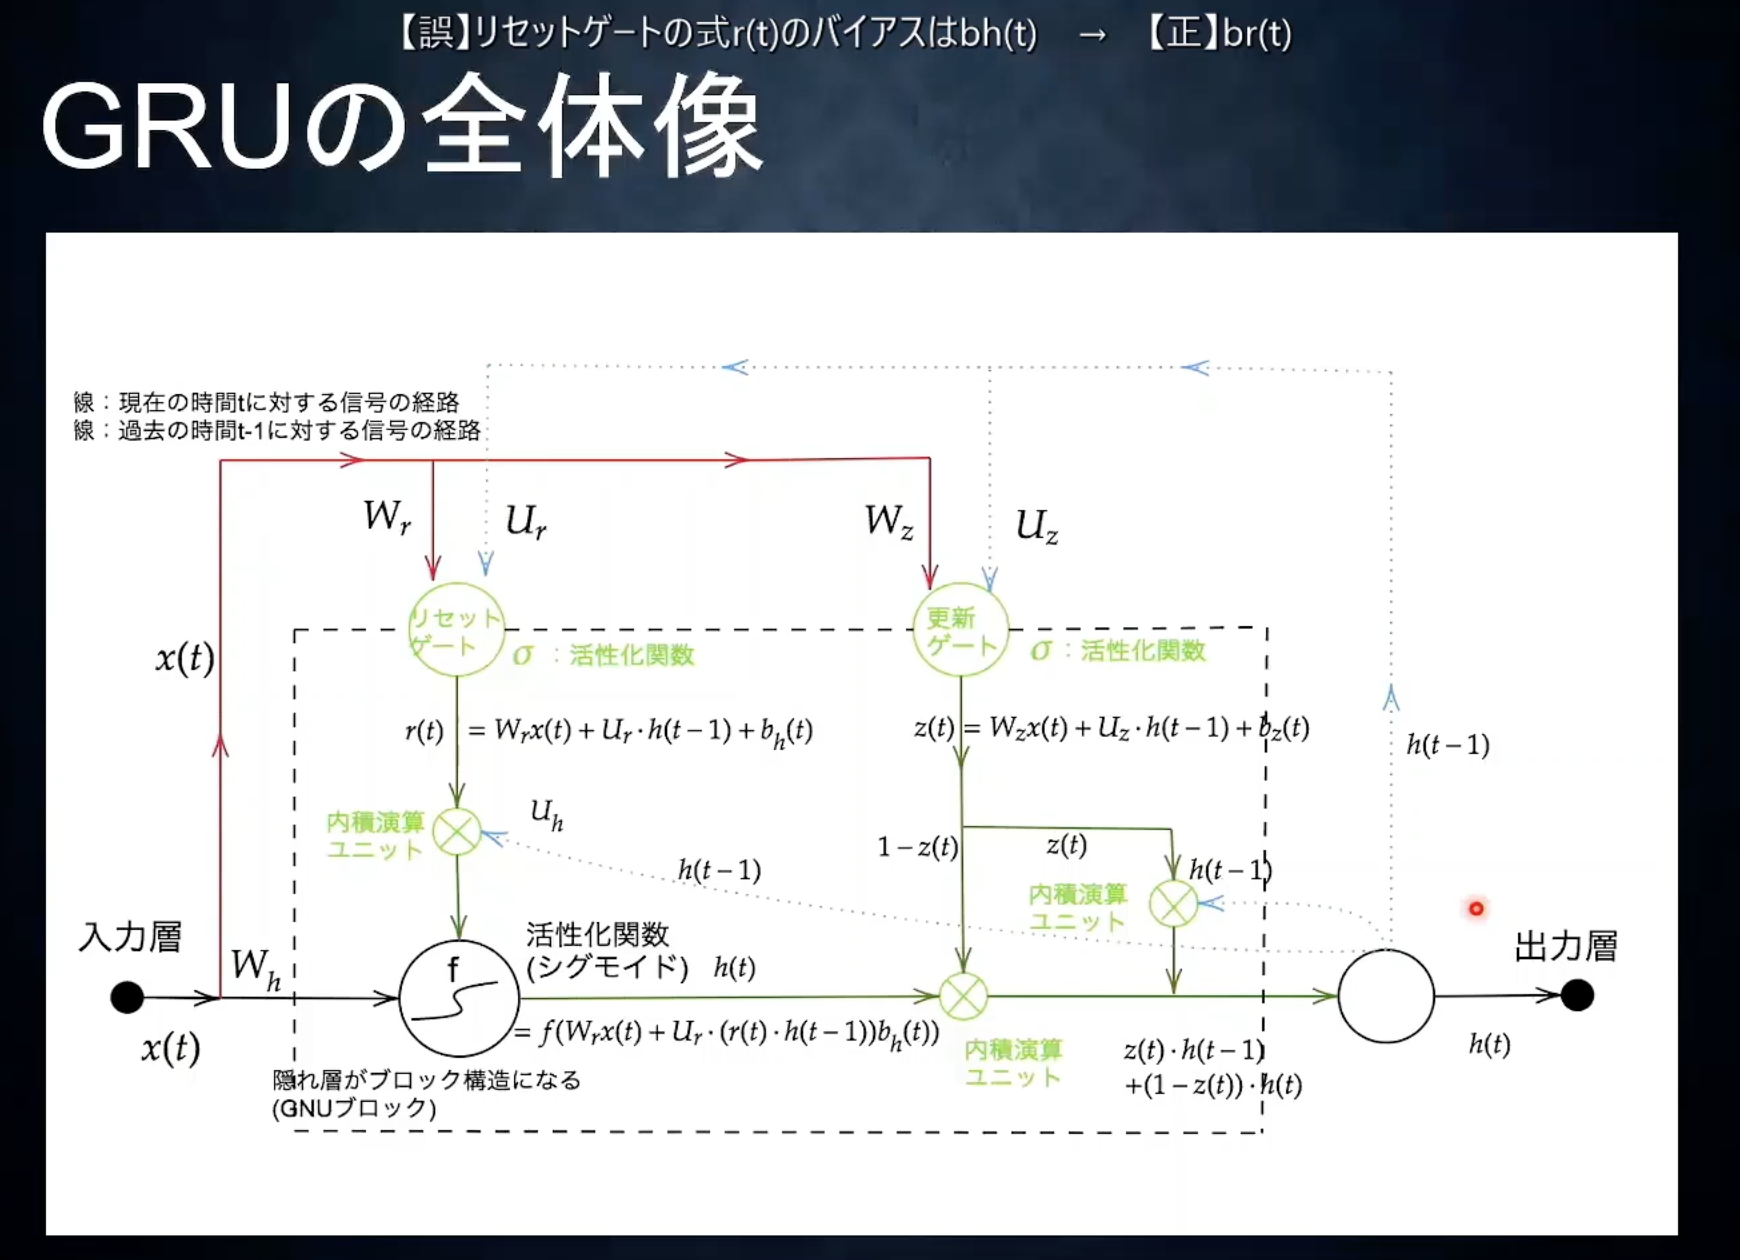 【誤】リセットゲートの式r(t)のバイアスはbh(t) → 【正】br(t)
GRUの全体像
線：現在の時間tに対する信号の経路
線：過去の時間t-1に対する信号の経路
W_r
U_r
W_z
U_z
リセット
ゲート
σ ：活性化関数
更新
ゲート
σ ：活性化関数
x(t)
r(t) = W_r x(t) + U_r · h(t − 1) + b_h(t)
z(t) = W_z x(t) + U_z · h(t − 1) + b_z(t)
h(t − 1)
内積演算
ユニット
U_h
h(t − 1)
1 − z(t)
z(t)
h(t − 1)
内積演算
ユニット
入力層
W_h
x(t)
f
活性化関数
(シグモイド) h(t)
= f(W_r x(t) + U_r · (r(t) · h(t − 1))b_h(t))
内積演算
ユニット
z(t) · h(t − 1)
+(1 − z(t)) · h(t)
出力層
h(t)
隠れ層がブロック構造になる
(GNUブロック)